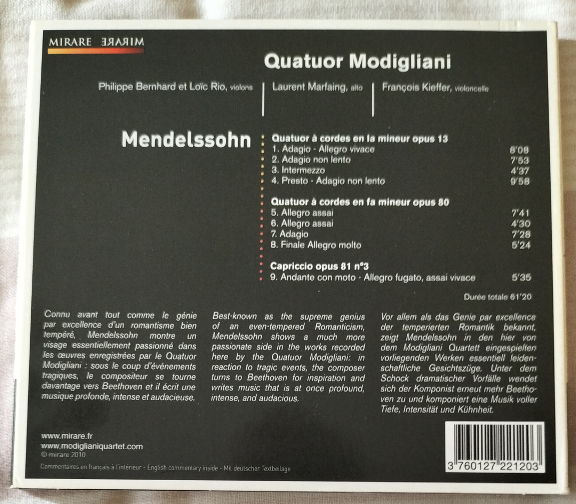 MIRARE MIRARE
Quatuor Modigliani
Philippe Bernhard et Loïc Rio, violons
Laurent Marfaing, alto
François Kieffer, violoncelle
Mendelssohn
Quatuor à cordes en la mineur opus 13
1. Adagio - Allegro vivace 8'08
2. Adagio non lento 7'53
3. Intermezzo 4'37
4. Presto - Adagio non lento 9'58
Quatuor à cordes en fa mineur opus 80
5. Allegro assai 7'41
6. Allegro assai 4'30
7. Adagio 7'28
8. Finale Allegro molto 5'24
Capriccio opus 81 n°3
9. Andante con moto - Allegro fugato, assai vivace 5'35
Durée totale 61'20
Connu avant tout comme le génie
par excellence d'un romantisme bien
tempéré, Mendelssohn montre un
visage essentiellement passionné dans
les œuvres enregistrées par le Quatuor
Modigliani : sous le coup d'événements
tragiques, le compositeur se tourne
davantage vers Beethoven et il écrit une
musique profonde, intense et audacieuse.
Best-known as the supreme genius
of an even-tempered Romanticism,
Mendelssohn shows a much more
passionate side in the works recorded
here by the Quatuor Modigliani: in
reaction to tragic events, the composer
turns to Beethoven for inspiration and
writes music that is at once profound,
intense, and audacious.
Vor allem als das Genie par excellence
der temperierten Romantik bekannt,
zeigt Mendelssohn in den hier von
dem Modigliani Quartett eingespielten
vorliegenden Werken essentiell leiden-
schaftliche Gesichtszüge. Unter dem
Schock dramatischer Vorfälle wendet
sich der Komponist erneut mehr Beetho-
ven zu und komponiert eine Musik voller
Tiefe, Intensität und Kühnheit.
www.mirare.fr
www.modiglianiquartet.com
© mirare 2010
Commentaires en français à l'intérieur - English commentary inside - Mit deutscher Textbeilage
3 760127 221203